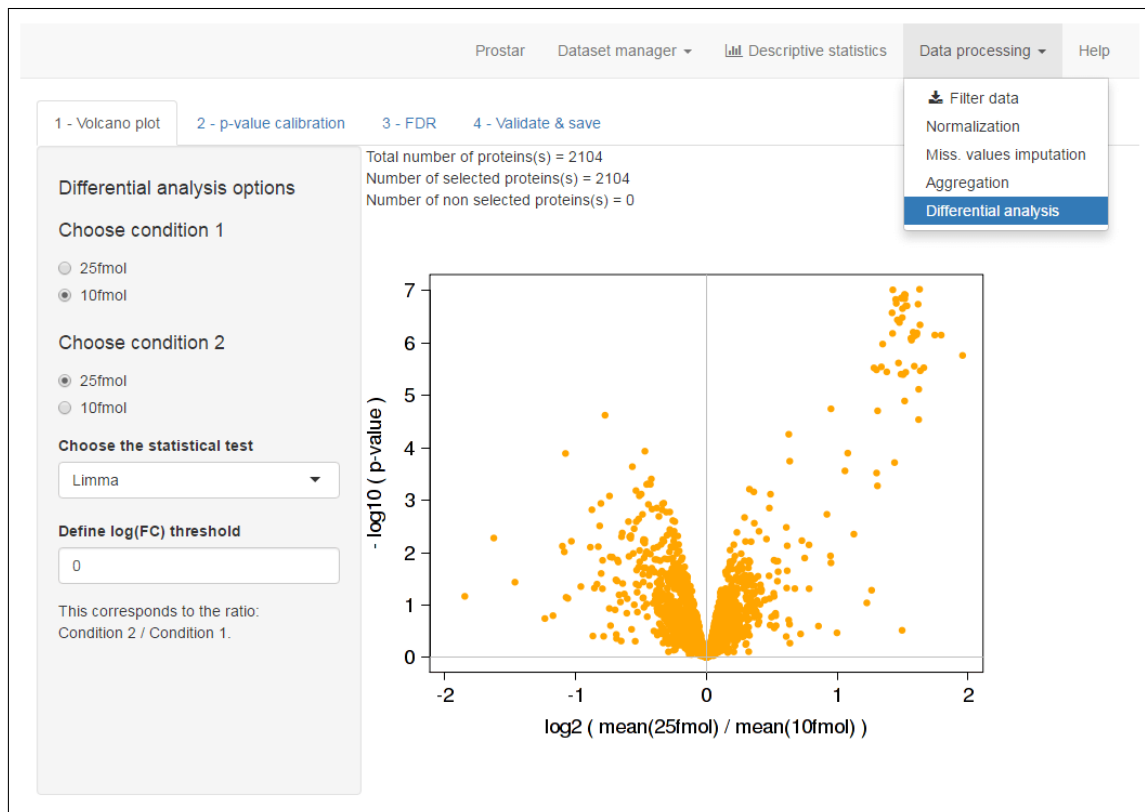 Prostar Dataset manager Descriptive statistics Data processing Help
Filter data
Normalization
Miss. values imputation
Aggregation
Differential analysis
1 - Volcano plot 2 - p-value calibration 3 - FDR 4 - Validate & save
Differential analysis options
Choose condition 1
25fmol
10fmol
Choose condition 2
25fmol
10fmol
Choose the statistical test
Limma
Define log(FC) threshold
0
This corresponds to the ratio:
Condition 2 / Condition 1.
Total number of proteins(s) = 2104
Number of selected proteins(s) = 2104
Number of non selected proteins(s) = 0
- log10 ( p-value )
7
6
5
4
3
2
1
0
-2 -1 0 1 2
log2 ( mean(25fmol) / mean(10fmol) )